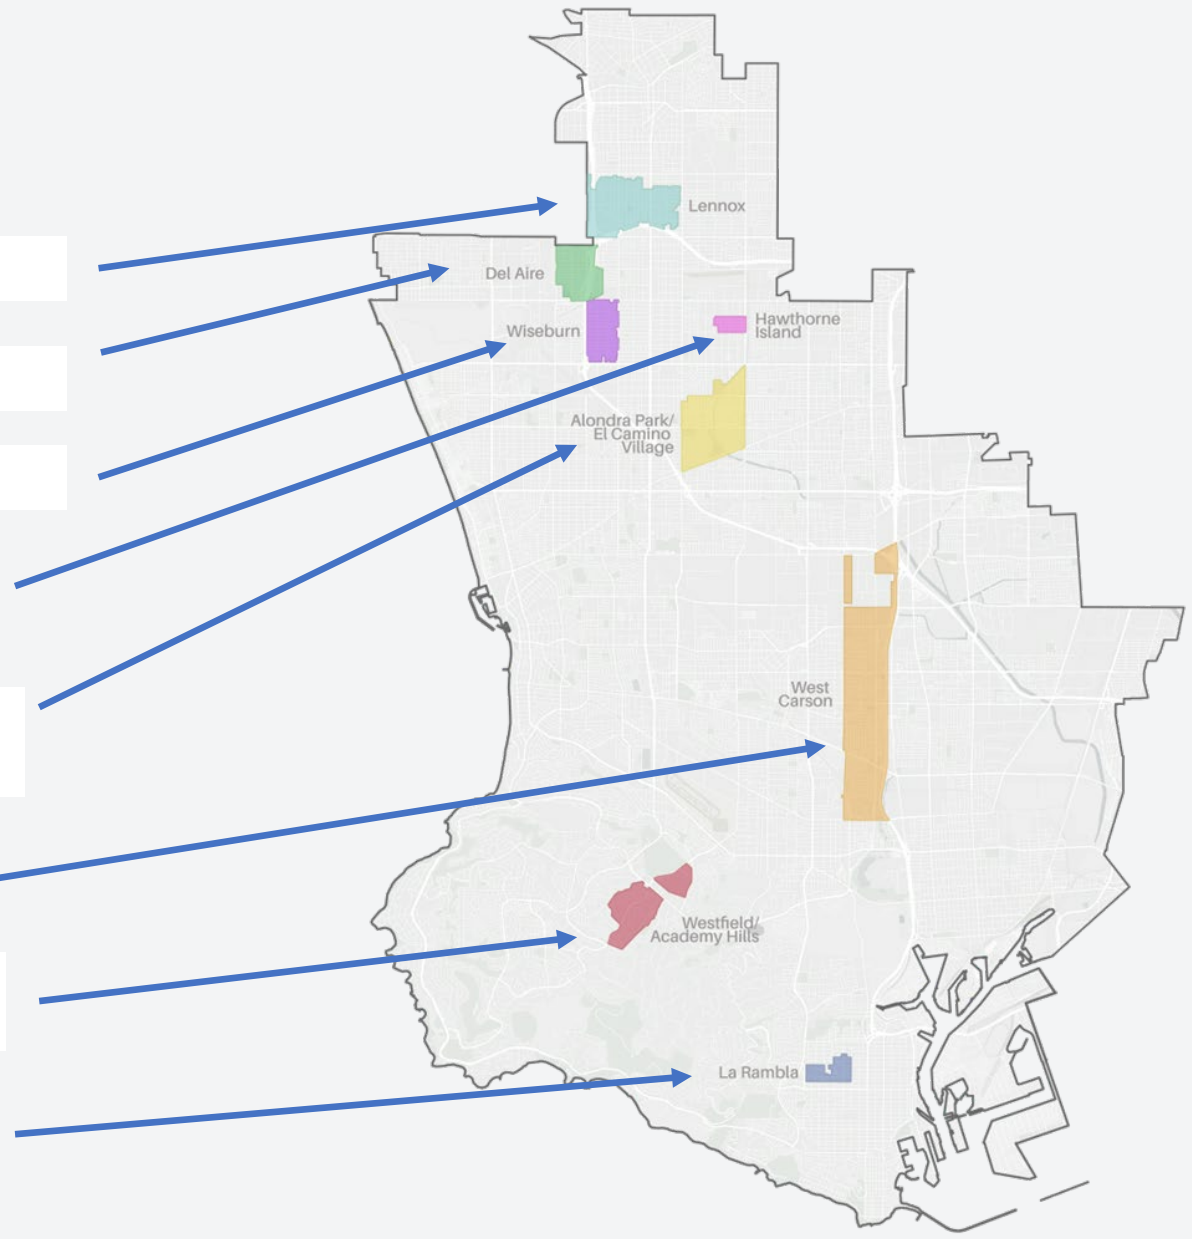 Lennox
Del Aire
Wiseburn
Hawthorne
Island
Alondra Park/
El Camino
Village
West
Carson
Westfield/
Academy Hills
La Rambla